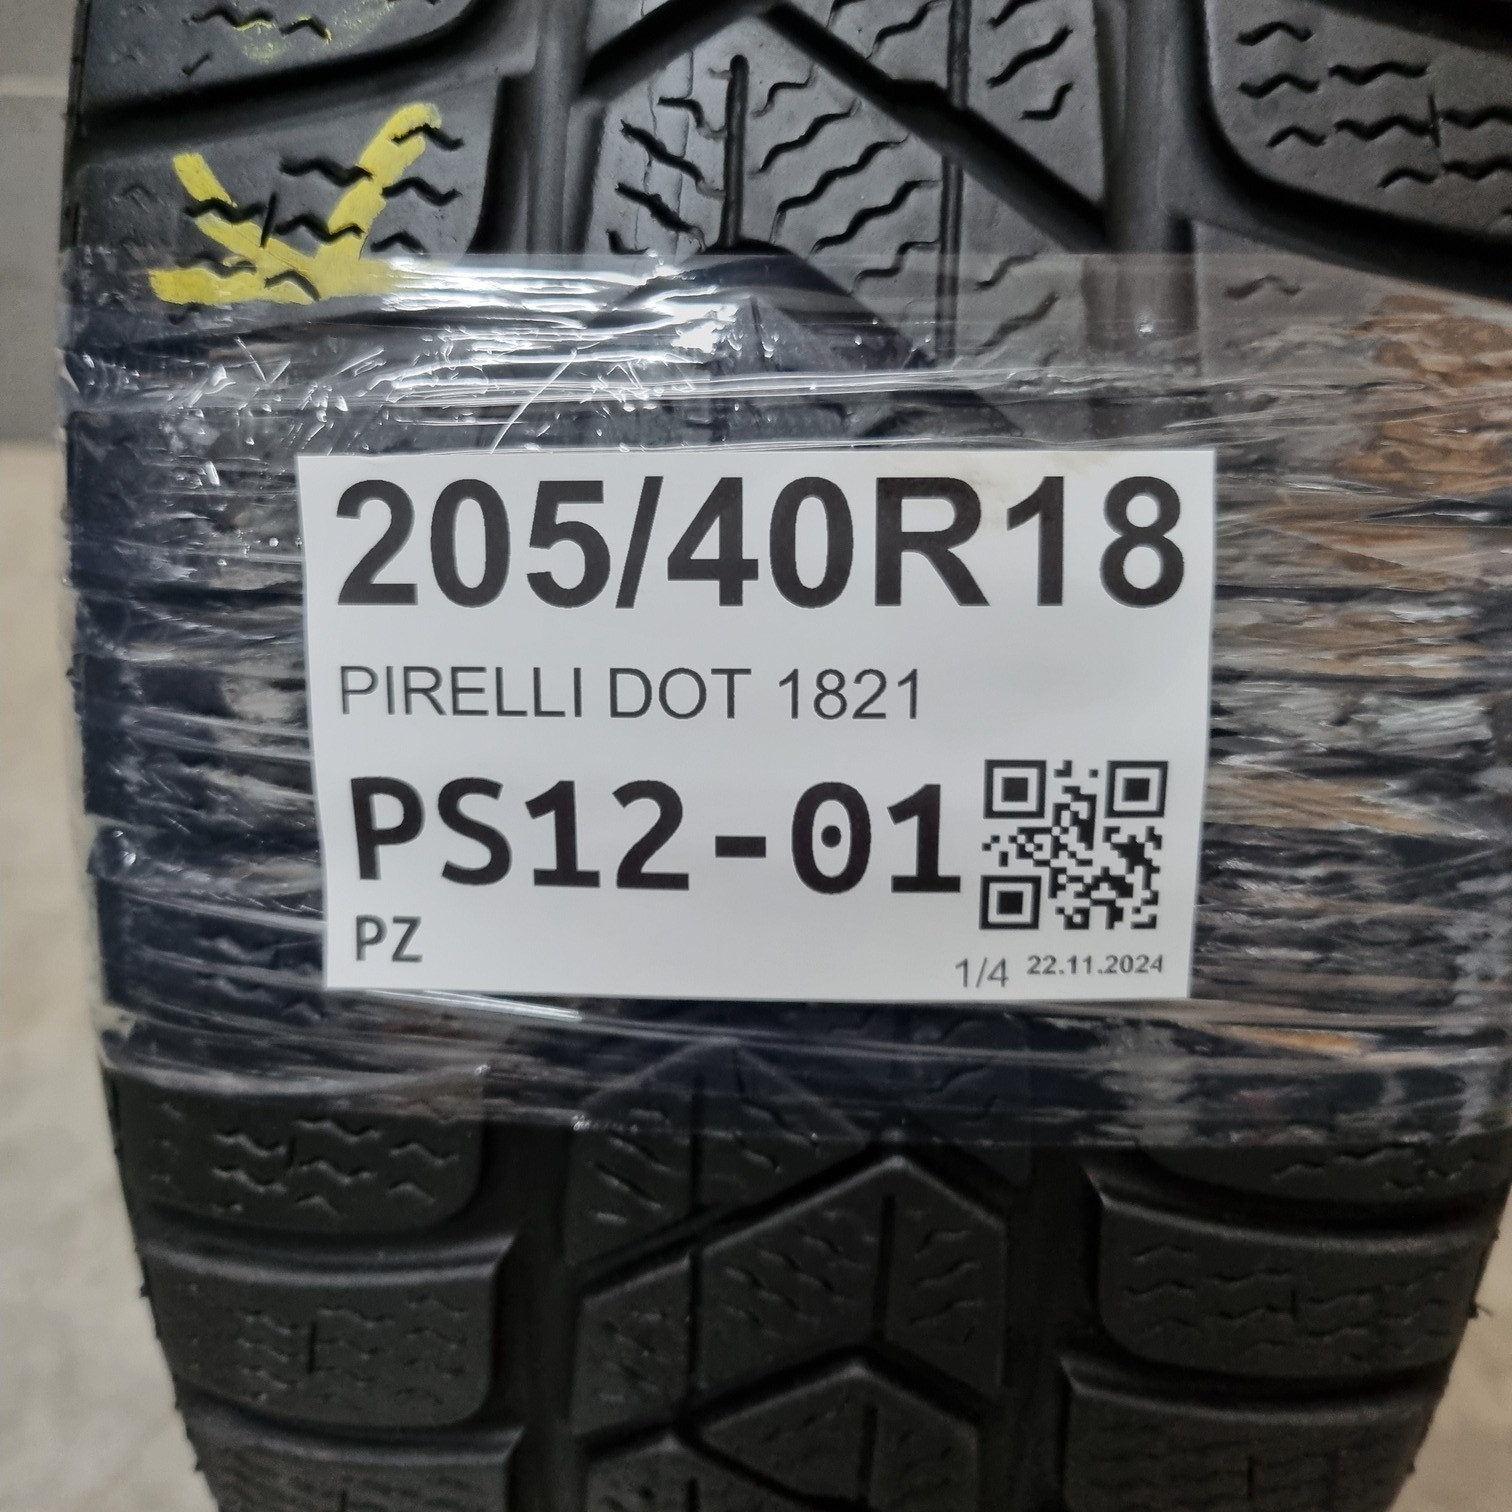 205/40R18
PIRELLI DOT 1821
PS12-01
PZ
1/4 22.11.2024